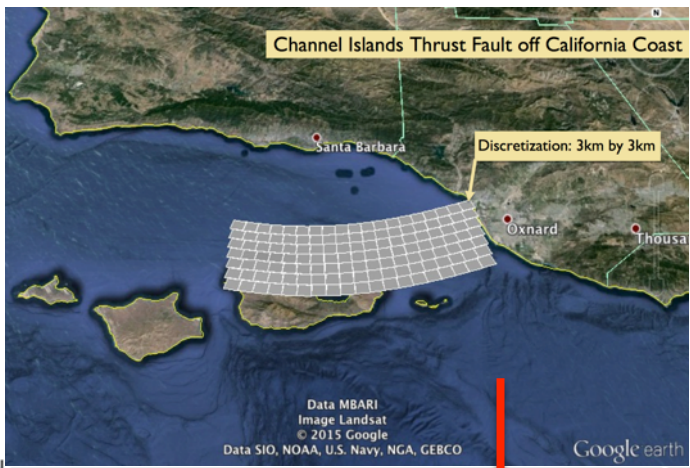 N
Channel Islands Thrust Fault off California Coast
Santa Barbara
Discretization: 3km by 3km
Oxnard
Thousa
Data MBARI
Image Landsat
© 2015 Google
Data SIO, NOAA, U.S. Navy, NGA, GEBCO
Google earth